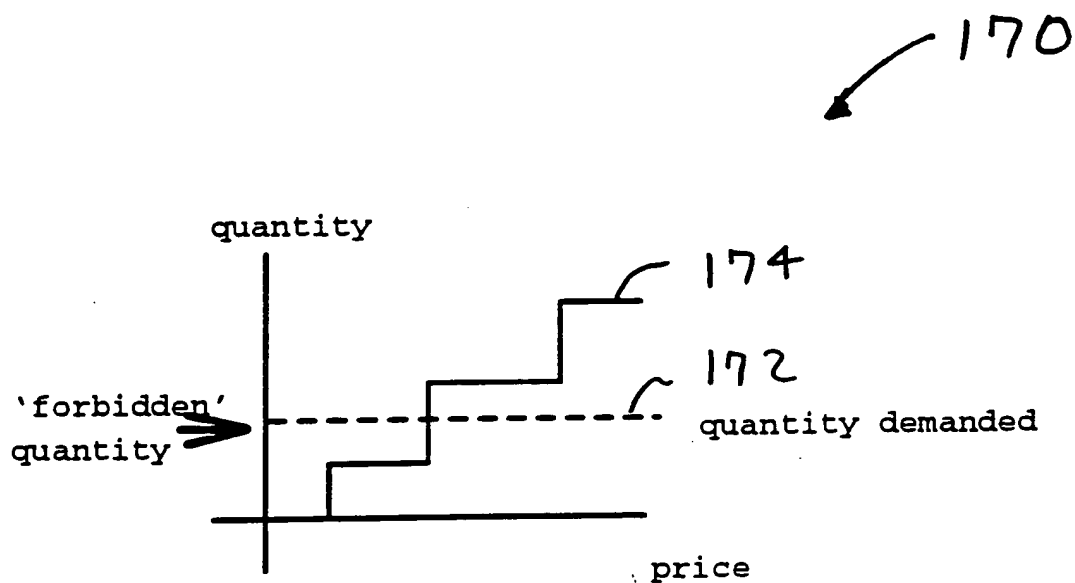 170
quantity
174
172
‘forbidden’
quantity
quantity demanded
price